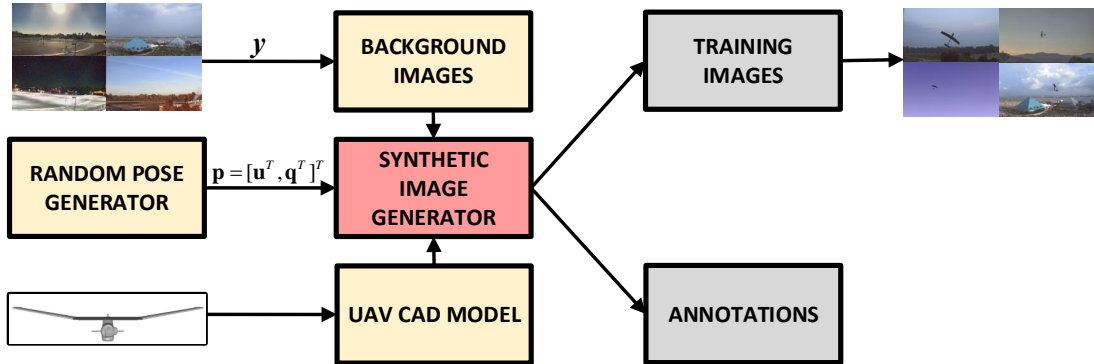 y
BACKGROUND
IMAGES
TRAINING
IMAGES
RANDOM POSE
GENERATOR
p = [u^T, q^T]^T
SYNTHETIC
IMAGE
GENERATOR
UAV CAD MODEL
ANNOTATIONS